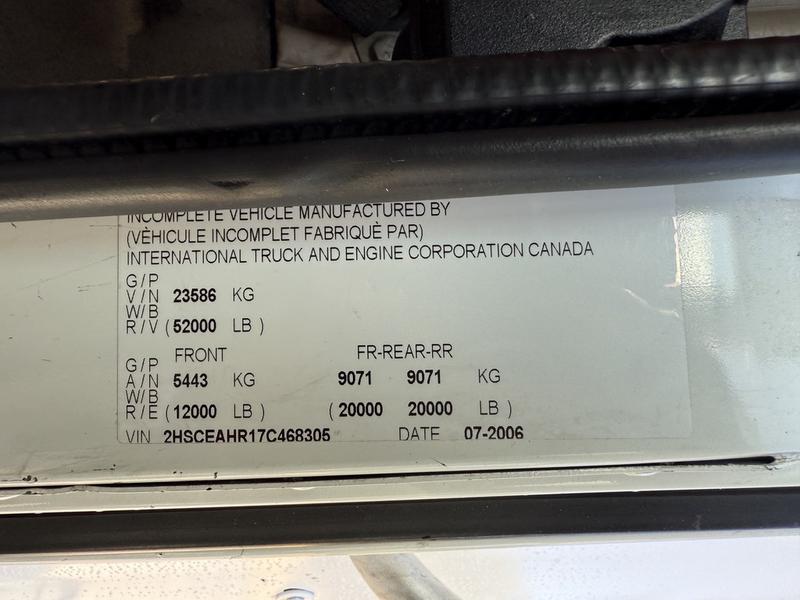 INCOMPLETE VEHICLE MANUFACTURED BY
(VÈHICULE INCOMPLET FABRIQUÈ PAR)
INTERNATIONAL TRUCK AND ENGINE CORPORATION CANADA
G / P
V / N 23586 KG
W/B
R / V ( 52000 LB )
FRONT FR-REAR-RR
G / P
A / N 5443 KG 9071 9071 KG
W/B
R / E ( 12000 LB ) ( 20000 20000 LB )
VIN 2HSCEAHR17C468305 DATE 07-2006